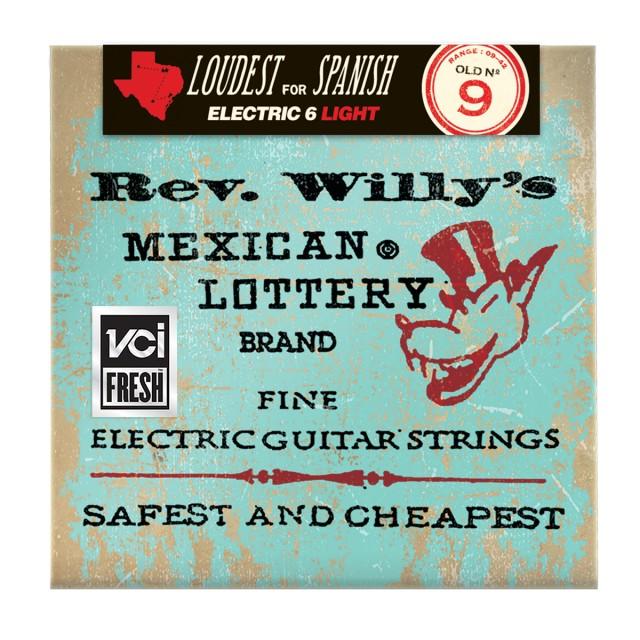 LOUDEST FOR SPANISH
ELECTRIC 6 LIGHT
RANGE: 09-42
OLD Nº
9
Rev. Willy's
MEXICAN ®
LOTTERY
BRAND
VCI
FRESH™
FINE
ELECTRIC GUITAR STRINGS
SAFEST AND CHEAPEST